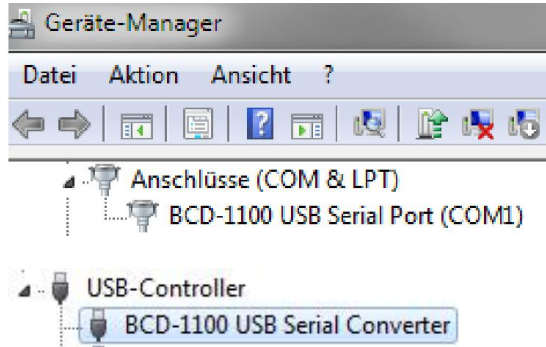 Geräte-Manager
Datei Aktion Ansicht ?
Anschlüsse (COM & LPT)
BCD-1100 USB Serial Port (COM1)
USB-Controller
BCD-1100 USB Serial Converter